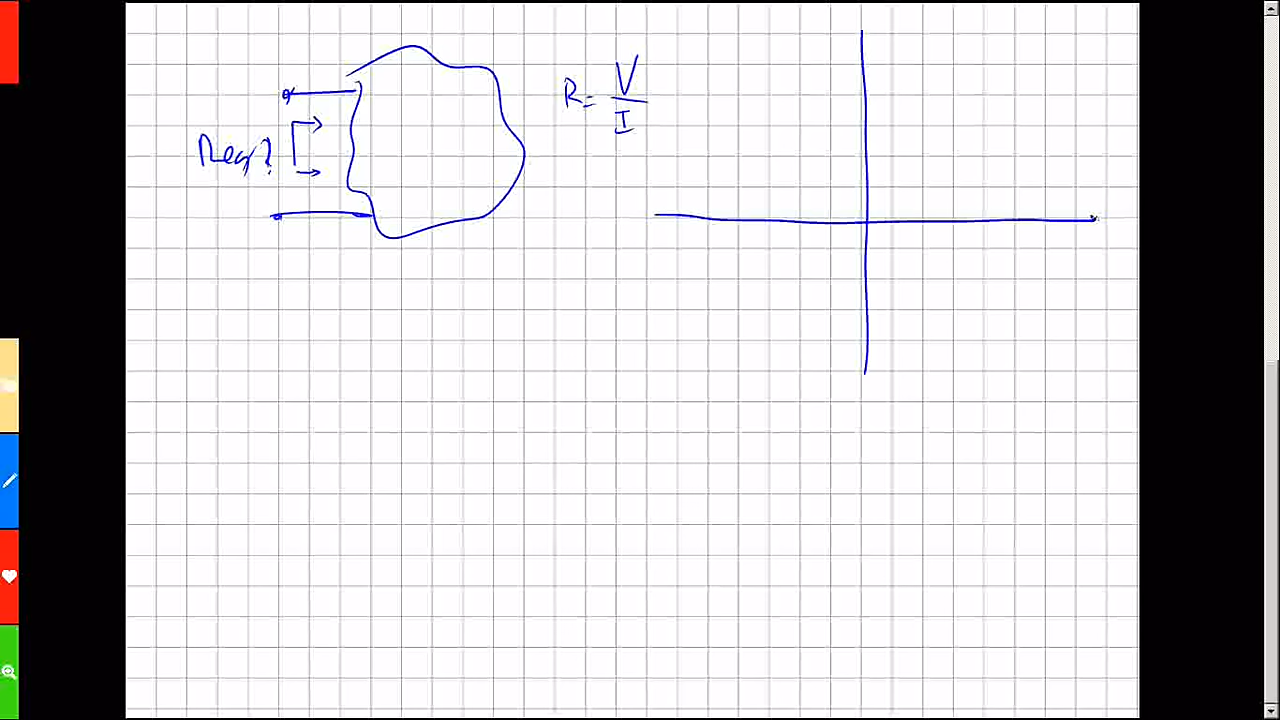 Req?
R = V/I